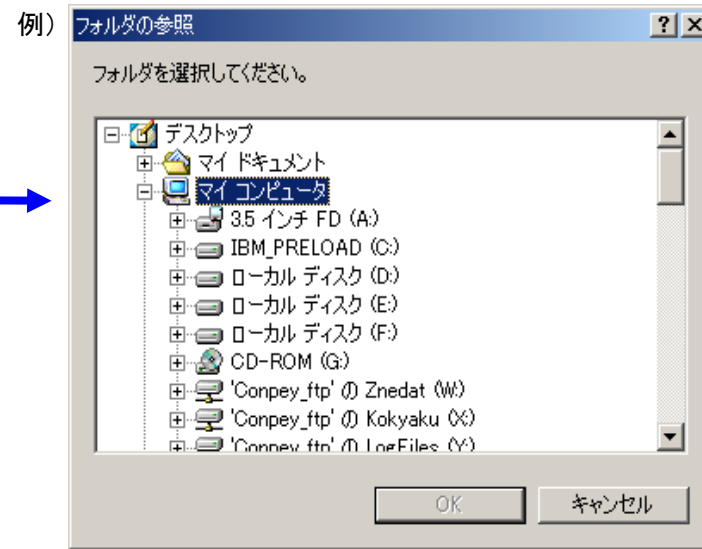 例）
フォルダの参照
フォルダを選択してください。
デスクトップ
マイ ドキュメント
マイ コンピュータ
3.5 インチ FD (A:)
IBM_PRELOAD (C:)
ローカル ディスク (D:)
ローカル ディスク (E:)
ローカル ディスク (F:)
CD-ROM (G:)
'Conpey_ftp' の Znedat (W:)
'Conpey_ftp' の Kokyaku (X:)
'Conpey_ftp' の LogFiles (Y:)
OK
キャンセル